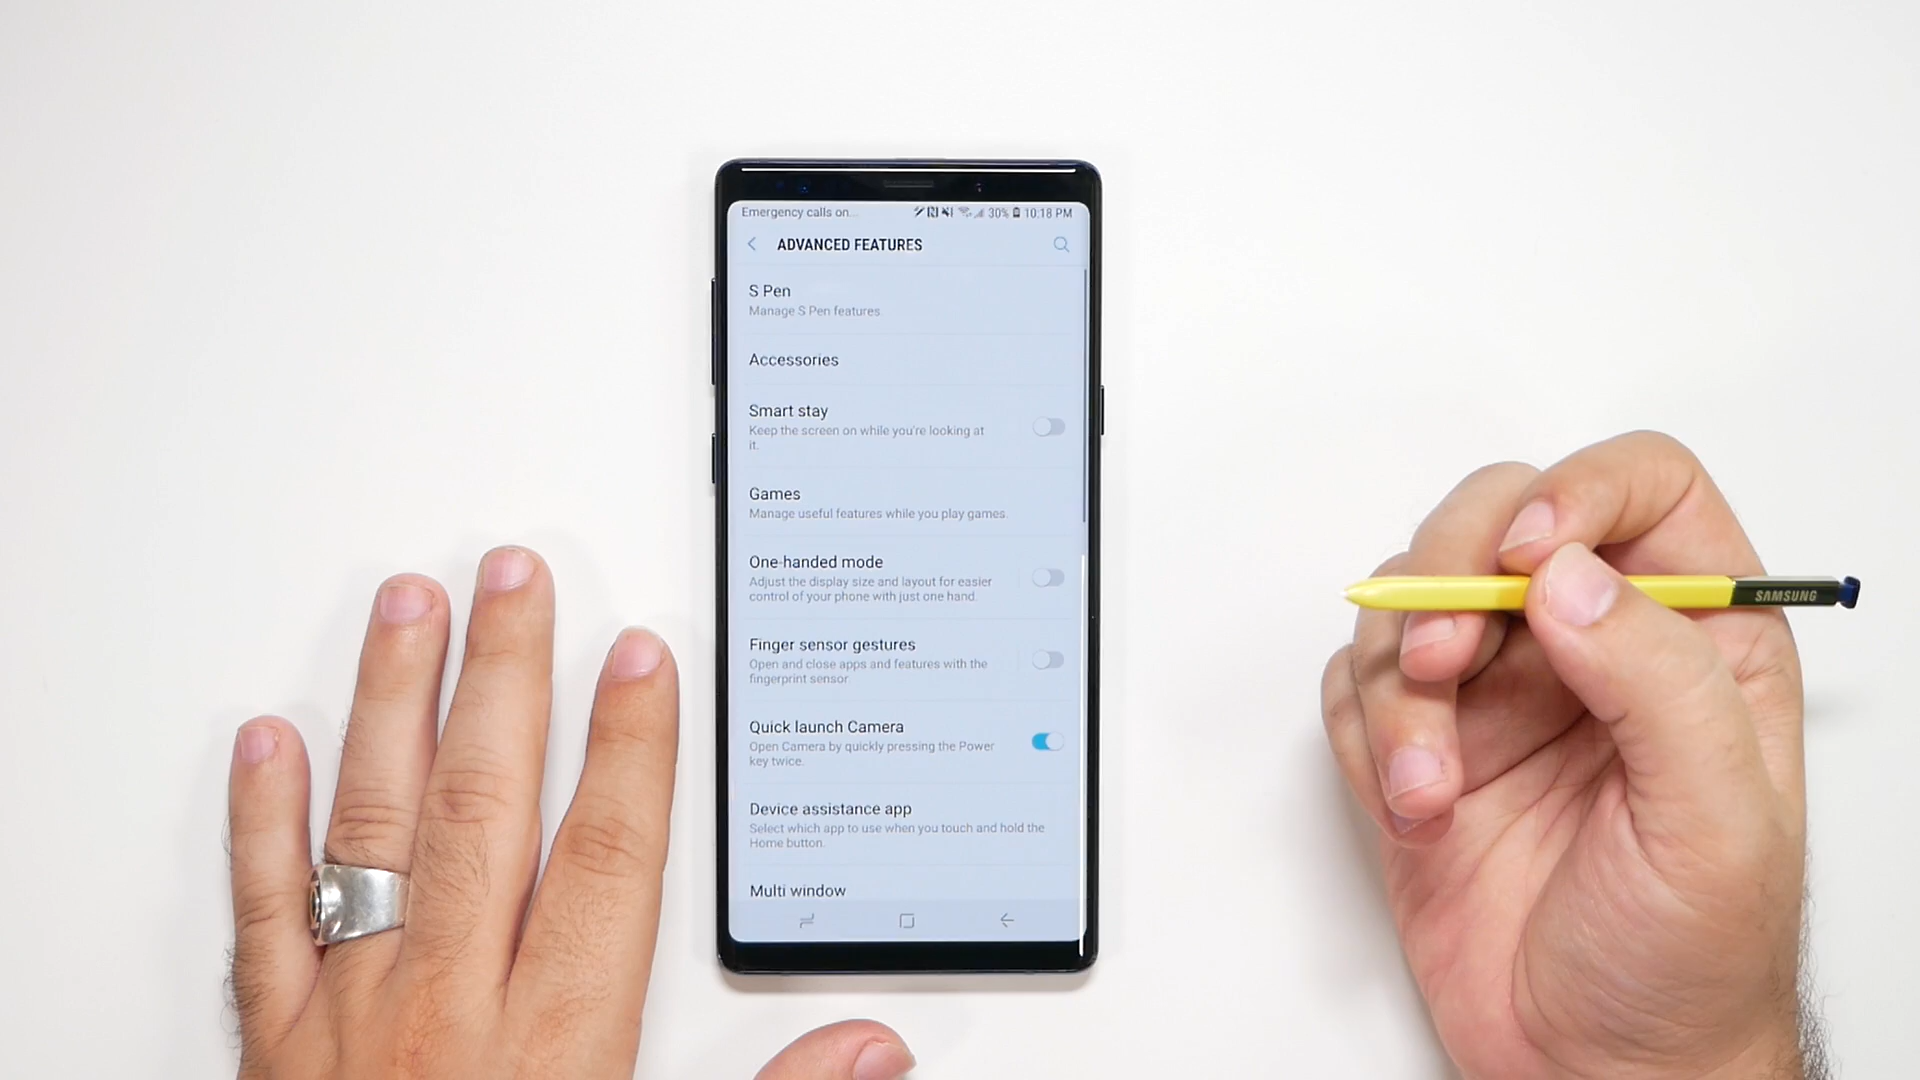 Emergency calls on... 30% 10:18 PM
ADVANCED FEATURES
S Pen
Manage S Pen features.
Accessories
Smart stay
Keep the screen on while you're looking at
it.
Games
Manage useful features while you play games.
One-handed mode
Adjust the display size and layout for easier
control of your phone with just one hand.
Finger sensor gestures
Open and close apps and features with the
fingerprint sensor.
Quick launch Camera
Open Camera by quickly pressing the Power
key twice.
Device assistance app
Select which app to use when you touch and hold the
Home button.
Multi window
SAMSUNG